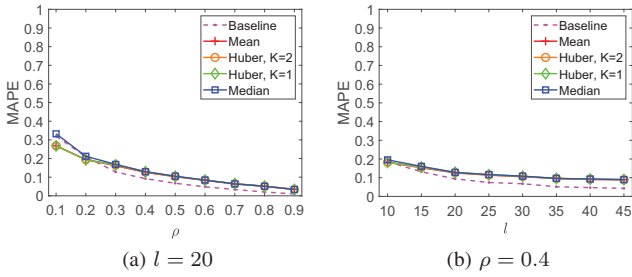 1
0.9
0.8
0.7
0.6
0.5
0.4
0.3
0.2
0.1
0
MAPE
Baseline
Mean
Huber, K=2
Huber, K=1
Median
0.1 0.2 0.3 0.4 0.5 0.6 0.7 0.8 0.9
ρ
(a) l = 20
1
0.9
0.8
0.7
0.6
0.5
0.4
0.3
0.2
0.1
0
MAPE
Baseline
Mean
Huber, K=2
Huber, K=1
Median
10 15 20 25 30 35 40 45
l
(b) ρ = 0.4